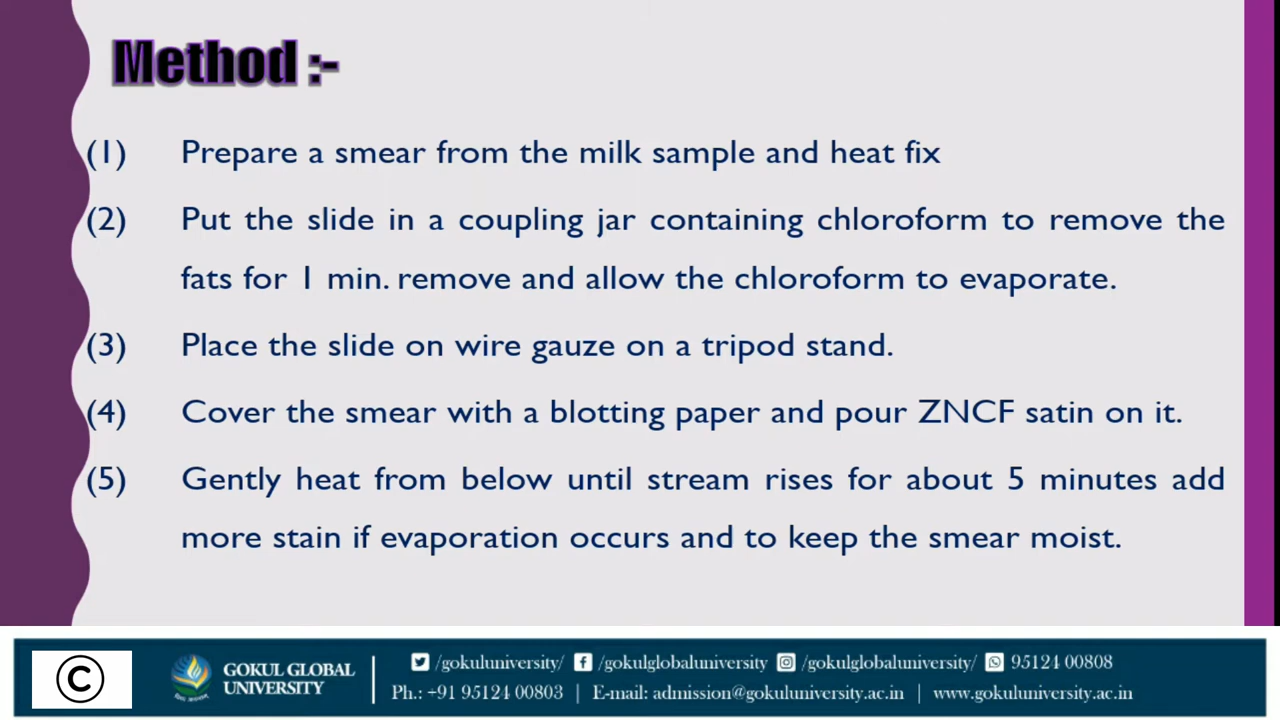 Method :-
(1) Prepare a smear from the milk sample and heat fix
(2) Put the slide in a coupling jar containing chloroform to remove the
fats for 1 min. remove and allow the chloroform to evaporate.
(3) Place the slide on wire gauze on a tripod stand.
(4) Cover the smear with a blotting paper and pour ZNCF satin on it.
(5) Gently heat from below until stream rises for about 5 minutes add
more stain if evaporation occurs and to keep the smear moist.
©
GOKUL GLOBAL
UNIVERSITY
/gokuluniversity/ /gokulglobaluniversity /gokulglobaluniversity/ 95124 00808
Ph.: +91 95124 00803 | E-mail: admission@gokuluniversity.ac.in | www.gokuluniversity.ac.in